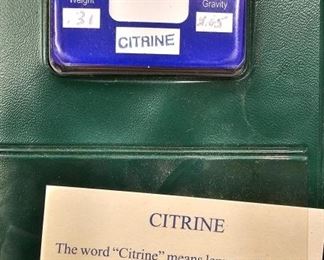 Weight Gravity
.31 2.65
CITRINE
CITRINE
The word "Citrine" means